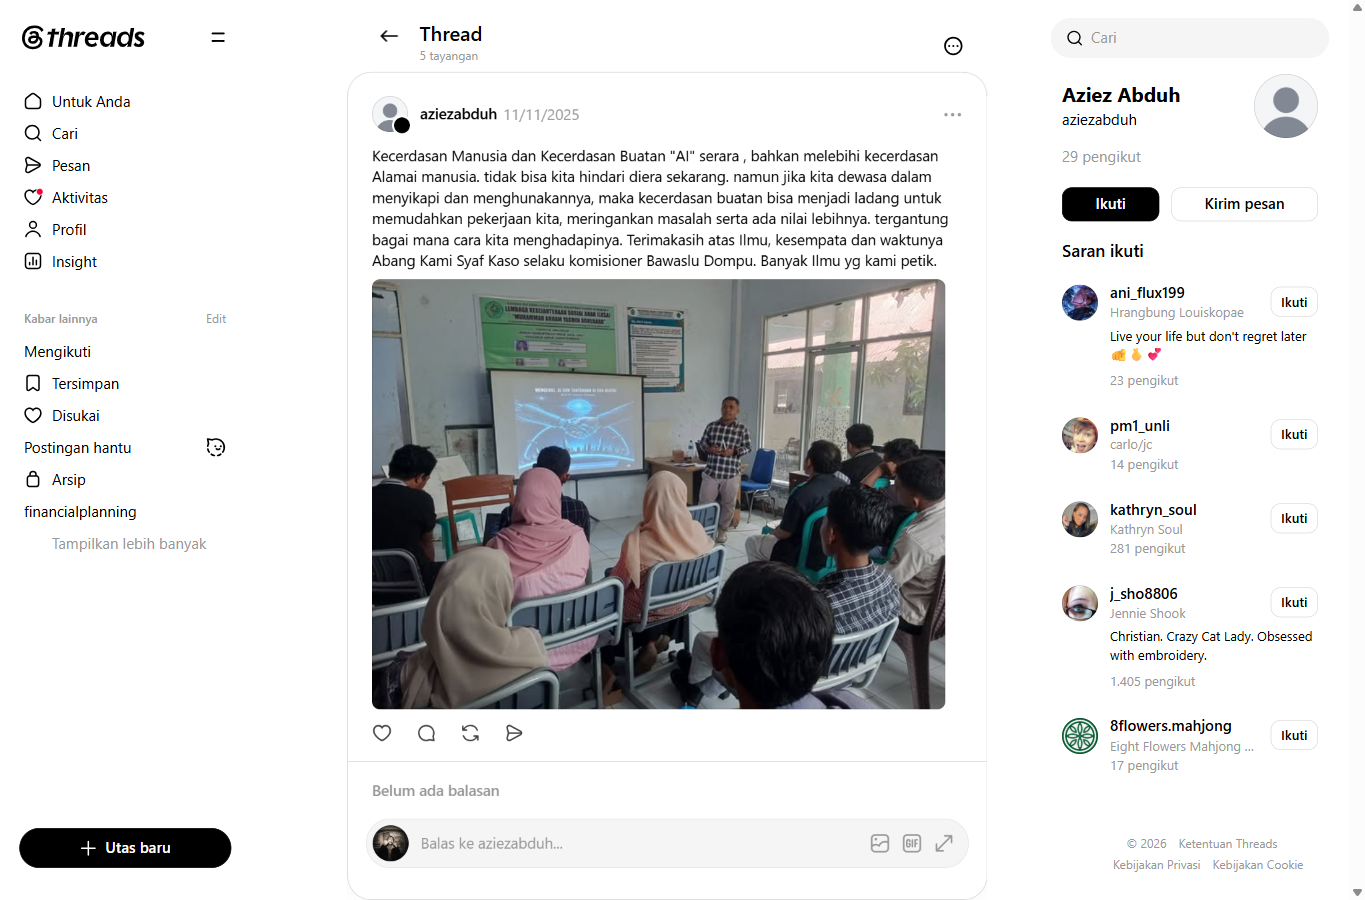 threads
Untuk Anda
Cari
Pesan
Aktivitas
Profil
Insight
Kabar lainnya
Edit
Mengikuti
Tersimpan
Disukai
Postingan hantu
Arsip
financialplanning
Tampilkan lebih banyak
Utas baru
Thread
5 tayangan
aziezabduh 11/11/2025
Kecerdasan Manusia dan Kecerdasan Buatan "AI" serara , bahkan melebihi kecerdasan
Alamai manusia. tidak bisa kita hindari diera sekarang. namun jika kita dewasa dalam
menyikapi dan menghunakannya, maka kecerdasan buatan bisa menjadi ladang untuk
memudahkan pekerjaan kita, meringankan masalah serta ada nilai lebihnya. tergantung
bagai mana cara kita menghadapinya. Terimakasih atas Ilmu, kesempata dan waktunya
Abang Kami Syaf Kaso selaku komisioner Bawaslu Dompu. Banyak Ilmu yg kami petik.
LEMBAGA KESEJAHTERAAN SOSIAL ANAK (LKSA)
Belum ada balasan
Balas ke aziezabduh...
GIF
Cari
Aziez Abduh
aziezabduh
29 pengikut
Ikuti
Kirim pesan
Saran ikuti
ani_flux199
Hrangbung Louiskopae
Ikuti
Live your life but don't regret later
23 pengikut
pm1_unli
carlo/jc
Ikuti
14 pengikut
kathryn_soul
Kathryn Soul
Ikuti
281 pengikut
j_sho8806
Jennie Shook
Ikuti
Christian. Crazy Cat Lady. Obsessed
with embroidery.
1.405 pengikut
8flowers.mahjong
Eight Flowers Mahjong ...
Ikuti
17 pengikut
© 2026 Ketentuan Threads
Kebijakan Privasi Kebijakan Cookie